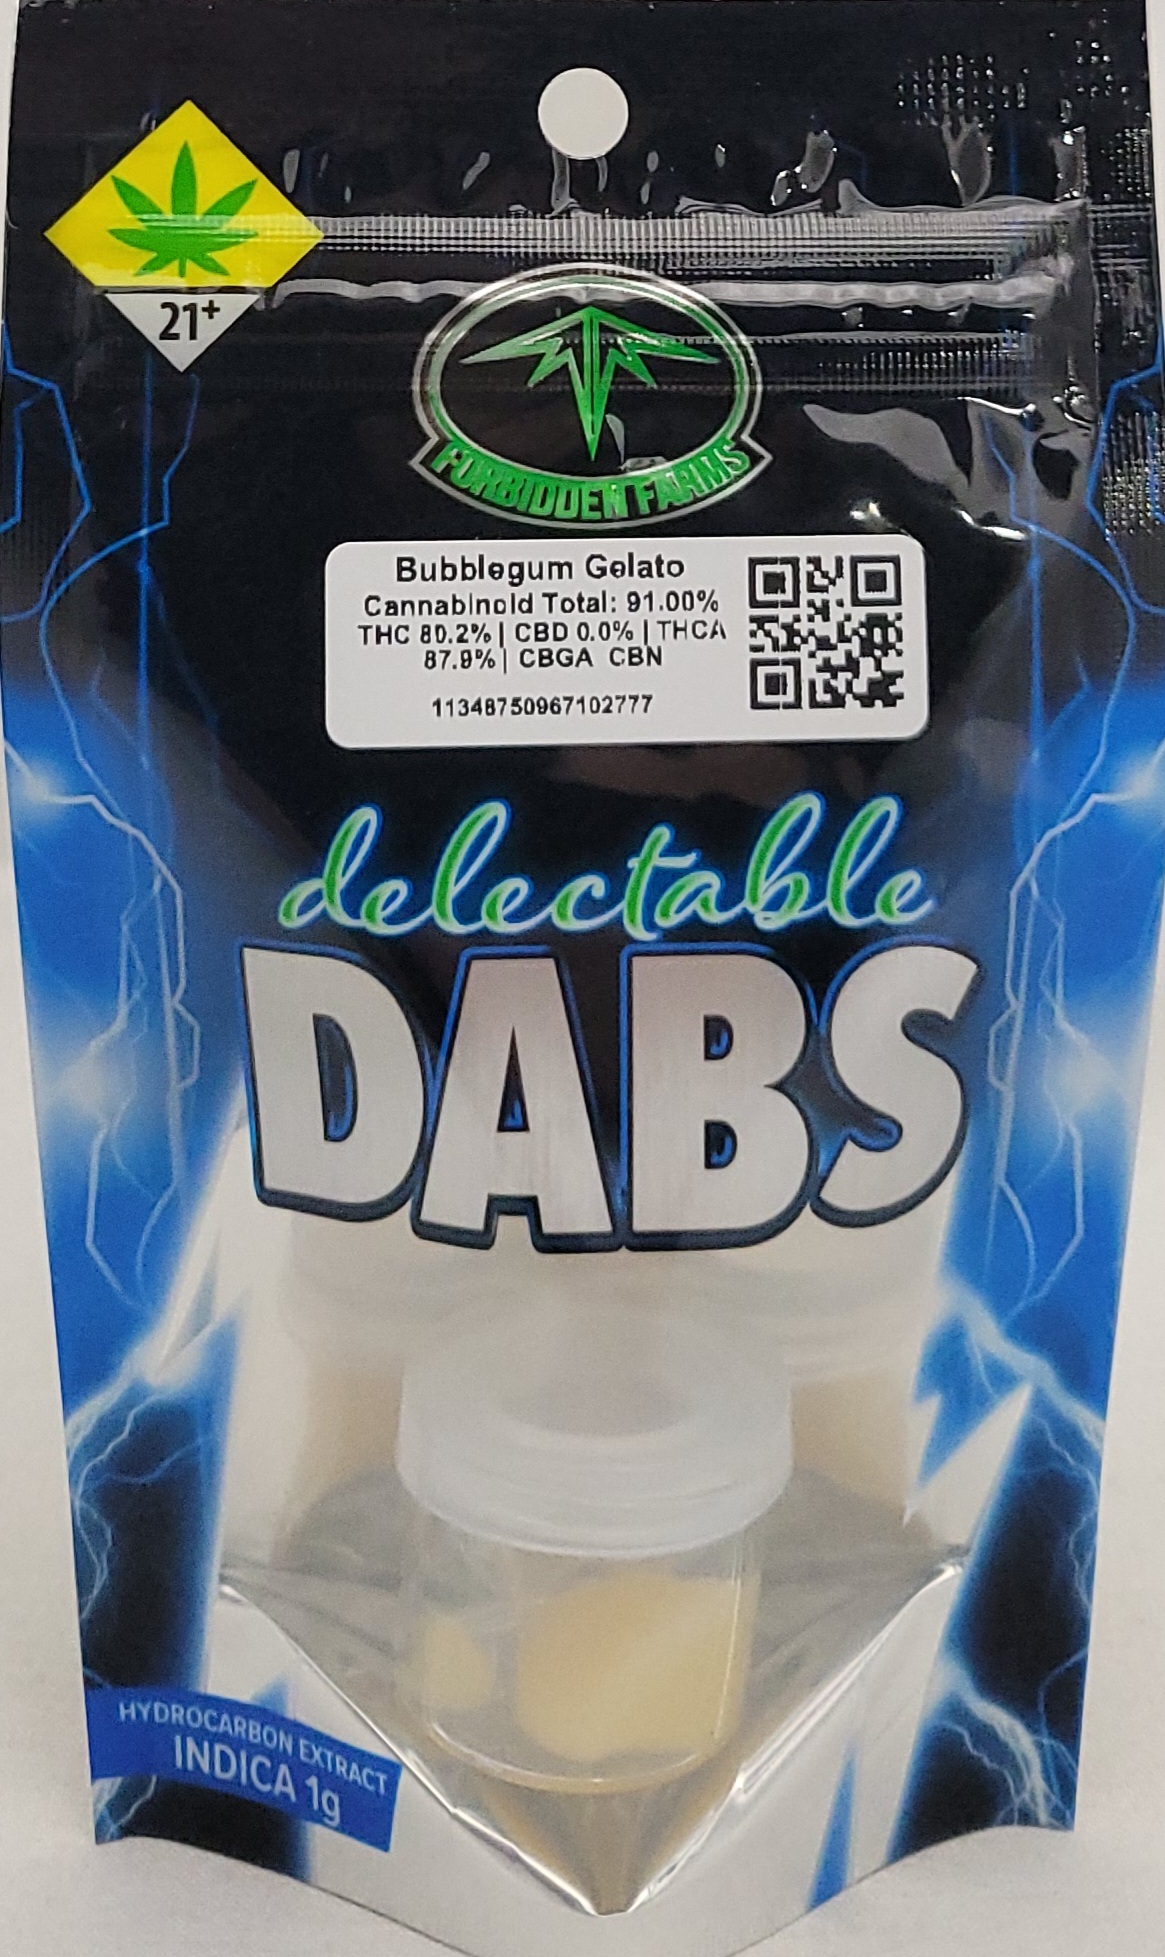 21+
FORBIDDEN FARMS
Bubblegum Gelato
Cannabinoid Total: 91.00%
THC 80.2% | CBD 0.0% | THCA
87.9% | CBGA CBN
11348750967102777
delectable
DABS
HYDROCARBON EXTRACT
INDICA 1g